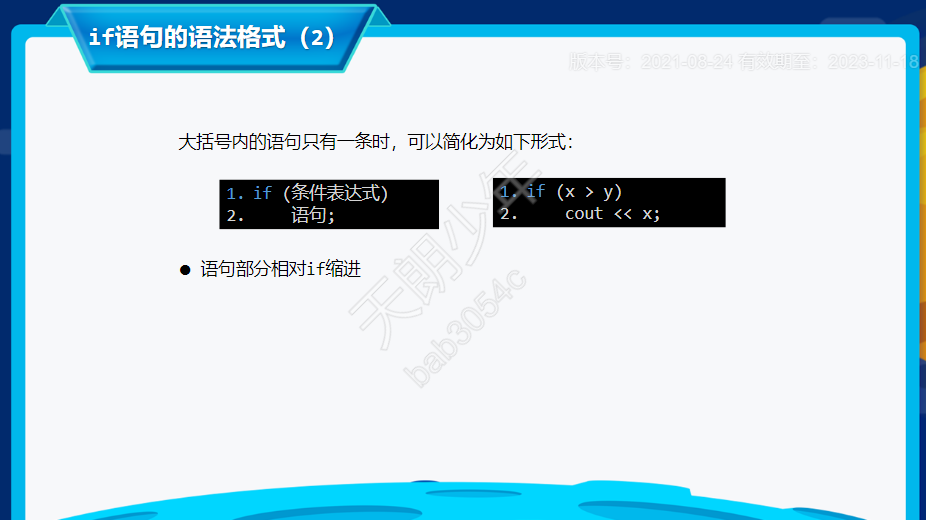 if语句的语法格式（2）
版本号：2021-08-24 有效期至：2023-11-18
大括号内的语句只有一条时，可以简化为如下形式：
1. if (条件表达式)
2. 语句;
1. if (x > y)
2. cout << x;
● 语句部分相对if缩进
天朗少年
bab3054c